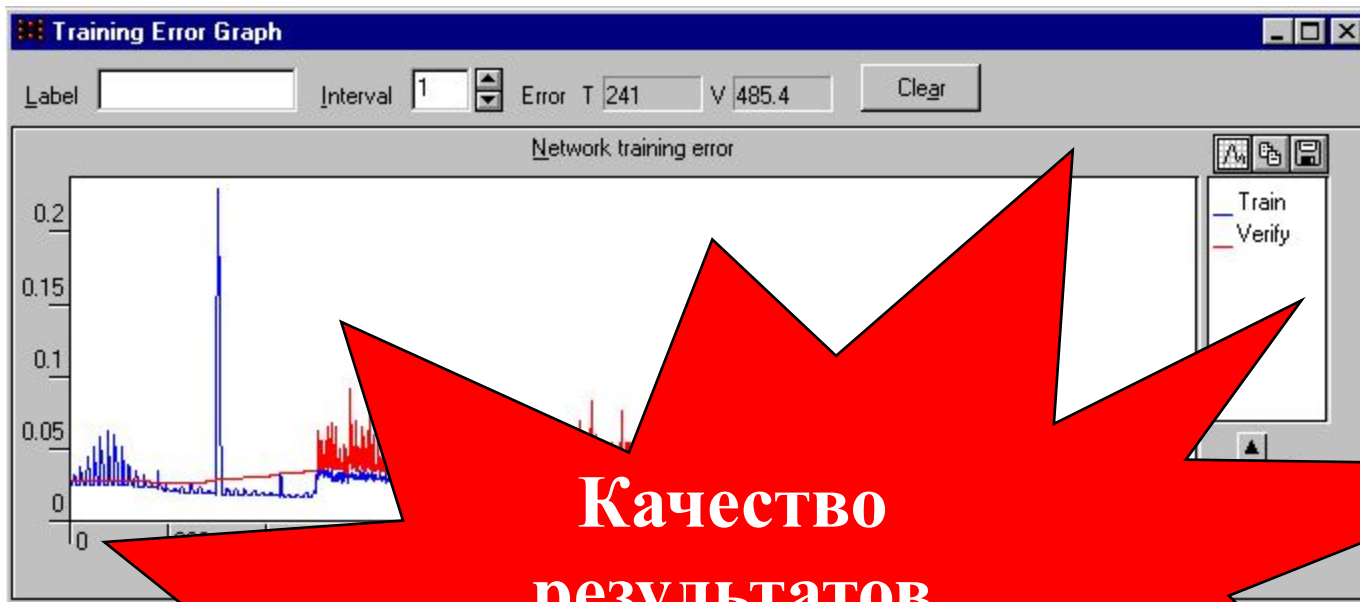 Training Error Graph
Label Interval 1 Error T 241 V 485.4 Clear
Network training error
Train
Verify
0.2
0.15
0.1
0.05
0
0
Качество
результатов